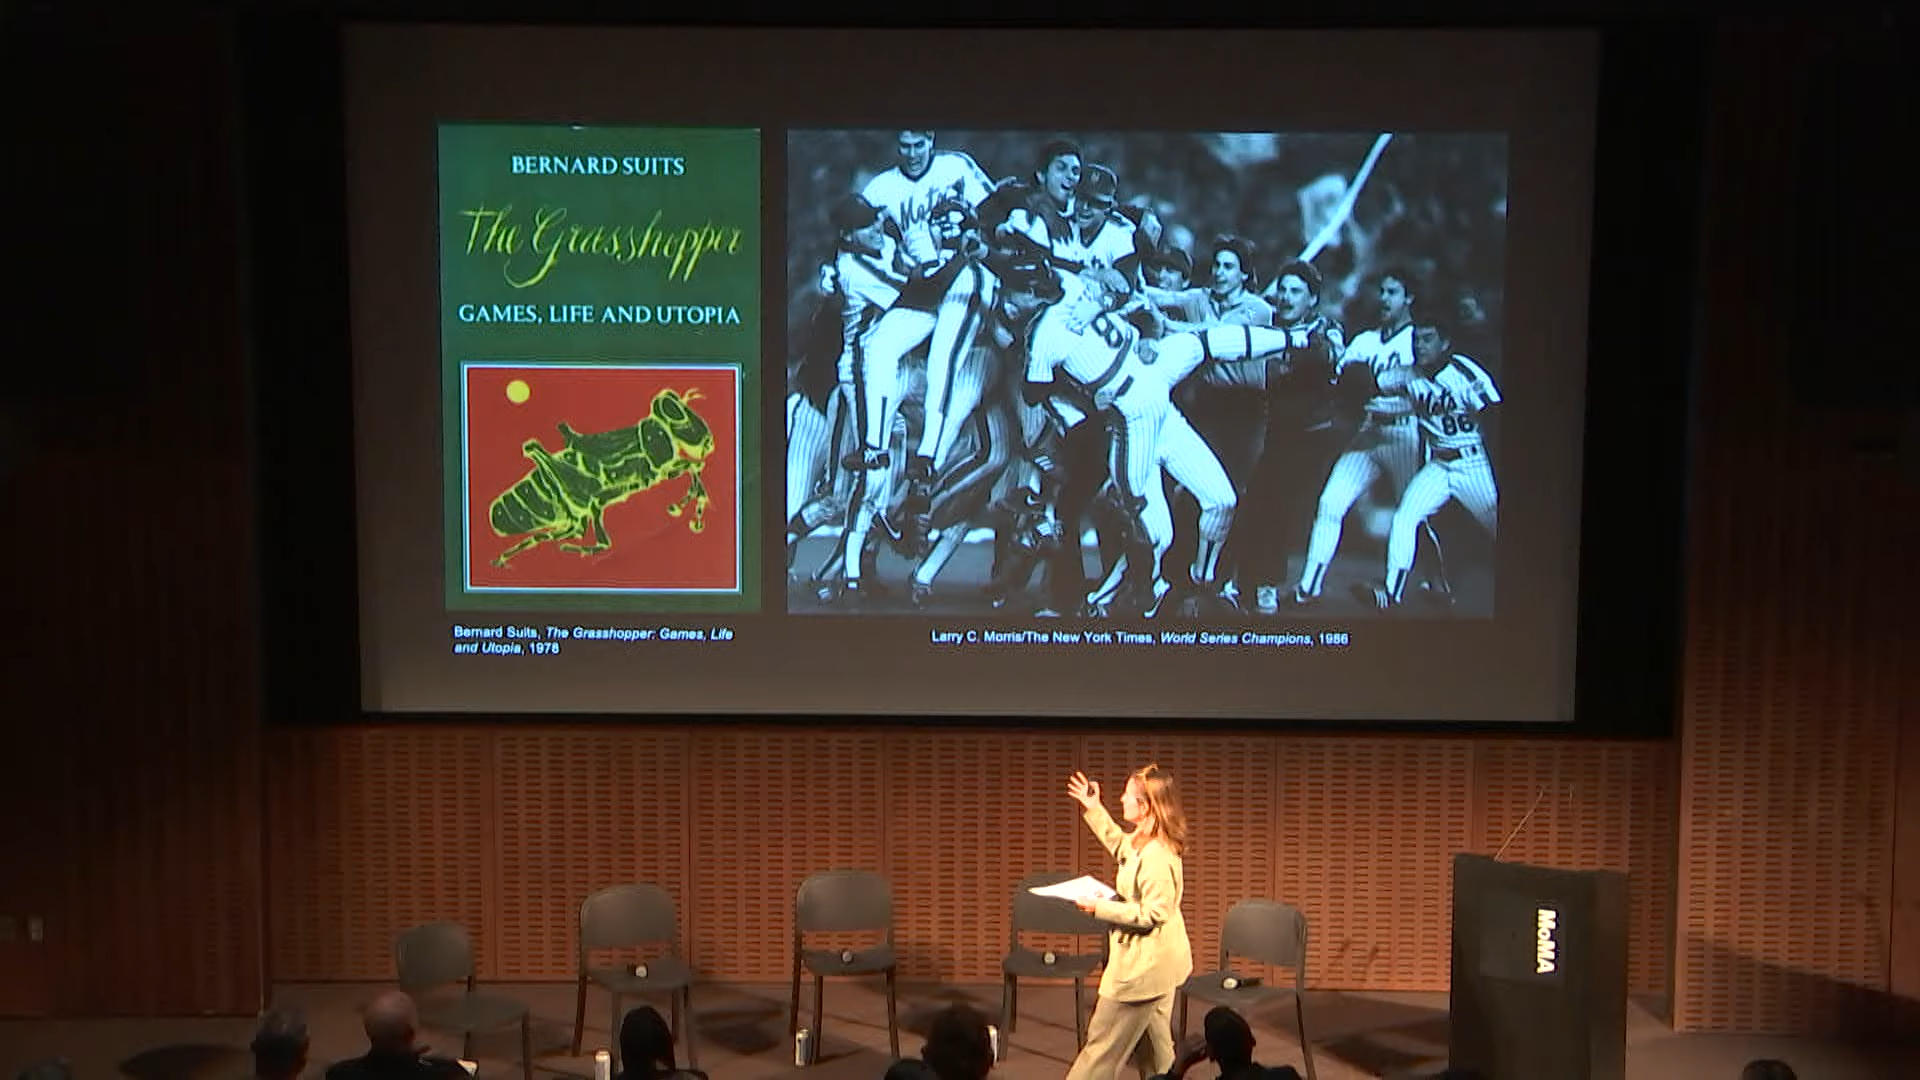 BERNARD SUITS
The Grasshopper
GAMES, LIFE AND UTOPIA
Bernard Suits, The Grasshopper: Games, Life
and Utopia, 1978
Mets
Mets
Mets
86
8
Larry C. Morris/The New York Times, World Series Champions, 1986
MoMA